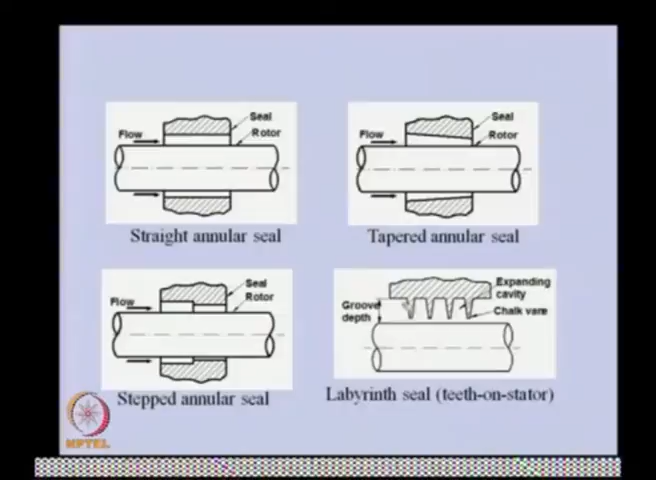 Seal
Flow
Rotor
Straight annular seal
Seal
Flow
Rotor
Tapered annular seal
Seal
Flow
Rotor
Stepped annular seal
Expanding
cavity
Groove
depth
Chalk vane
Labyrinth seal (teeth-on-stator)
NPTEL